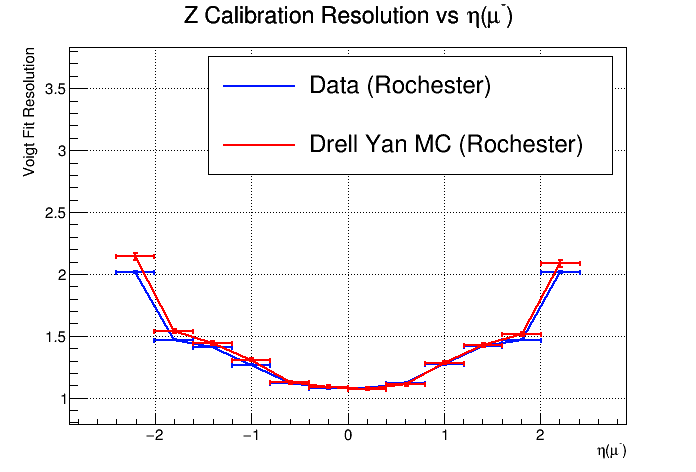 Z Calibration Resolution vs η(μ⁻)
Voigt Fit Resolution
Data (Rochester)
Drell Yan MC (Rochester)
3.5
3
2.5
2
1.5
1
−2 −1 0 1 2
η(μ⁻)